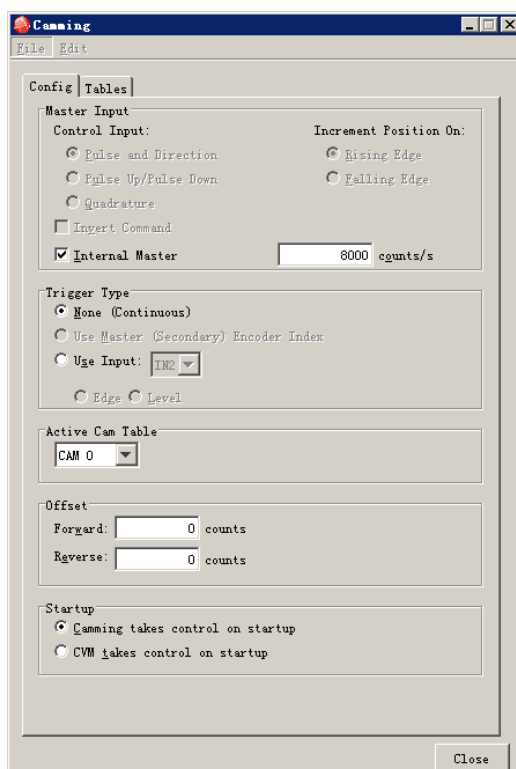 Camming
File Edit
Config Tables
Master Input
Control Input: Increment Position On:
Pulse and Direction Rising Edge
Pulse Up/Pulse Down Falling Edge
Quadrature
Invert Command
Internal Master 8000 counts/s
Trigger Type
None (Continuous)
Use Master (Secondary) Encoder Index
Use Input: IN2
Edge Level
Active Cam Table
CAM 0
Offset
Forward: 0 counts
Reverse: 0 counts
Startup
Camming takes control on startup
CVM takes control on startup
Close